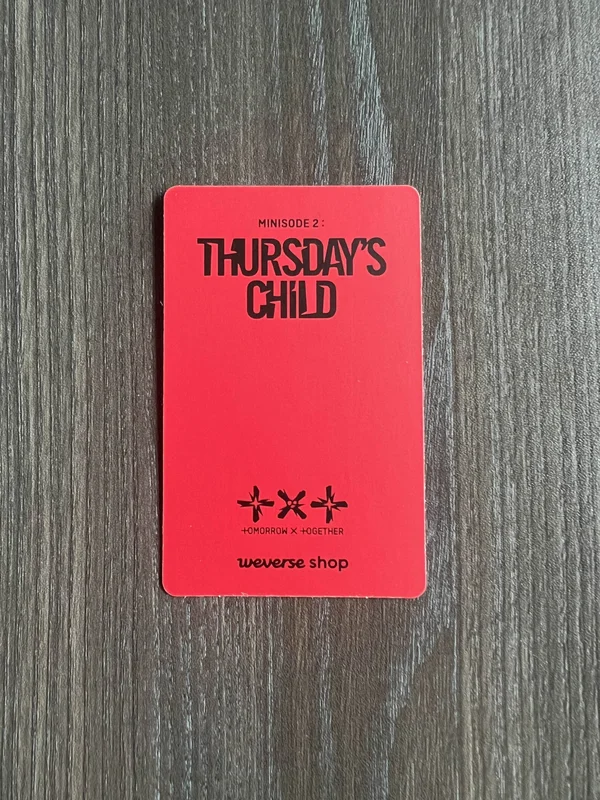 MINISODE 2 :
THURSDAY'S
CHiLD
TOMORROW X TOGETHER
weverse shop